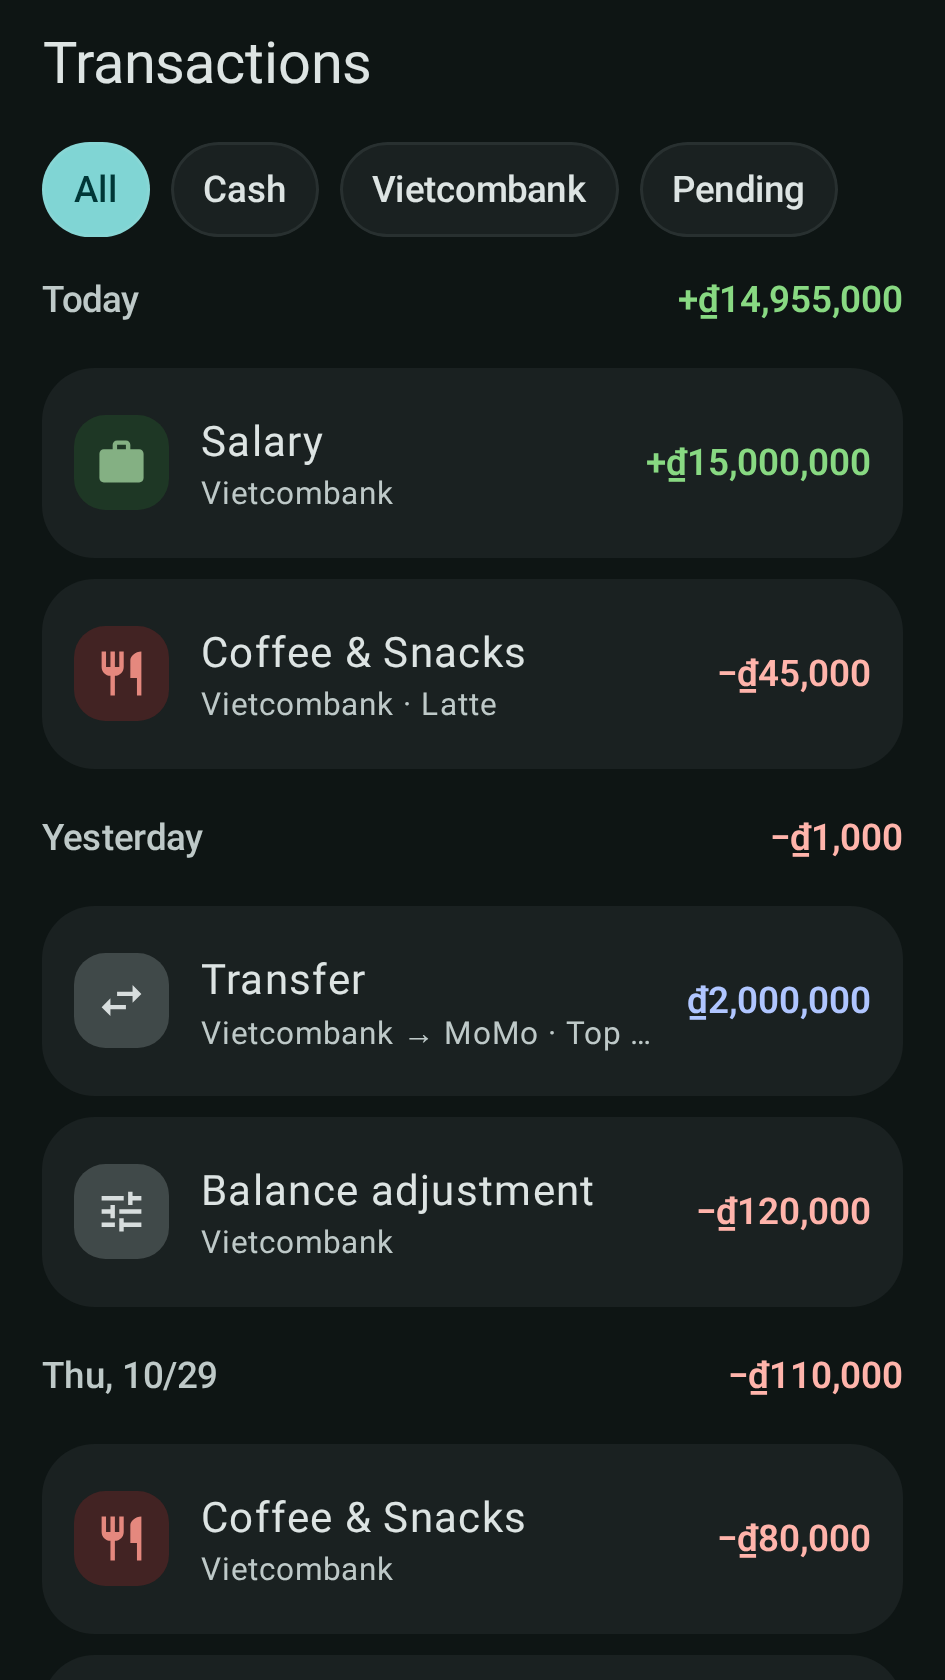 Transactions
All
Cash
Vietcombank
Pending
Today
+₫14,955,000
Salary
+₫15,000,000
Vietcombank
Coffee & Snacks
−₫45,000
Vietcombank · Latte
Yesterday
−₫1,000
Transfer
₫2,000,000
Vietcombank → MoMo · Top ...
Balance adjustment
−₫120,000
Vietcombank
Thu, 10/29
−₫110,000
Coffee & Snacks
−₫80,000
Vietcombank